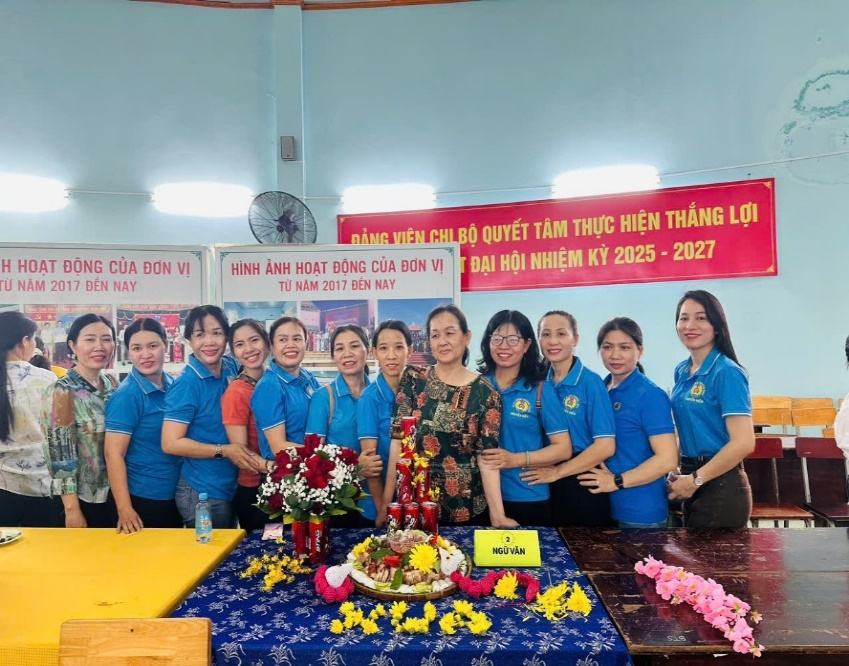 ĐẢNG VIÊN CHI BỘ QUYẾT TÂM THỰC HIỆN THẮNG LỢI
ĐẠI HỘI NHIỆM KỲ 2025 - 2027
NH HOẠT ĐỘNG CỦA ĐƠN VỊ
TỪ NĂM 2017 ĐẾN NAY
HÌNH ẢNH HOẠT ĐỘNG CỦA ĐƠN VỊ
TỪ NĂM 2017 ĐẾN NAY
2
NGỮ VĂN